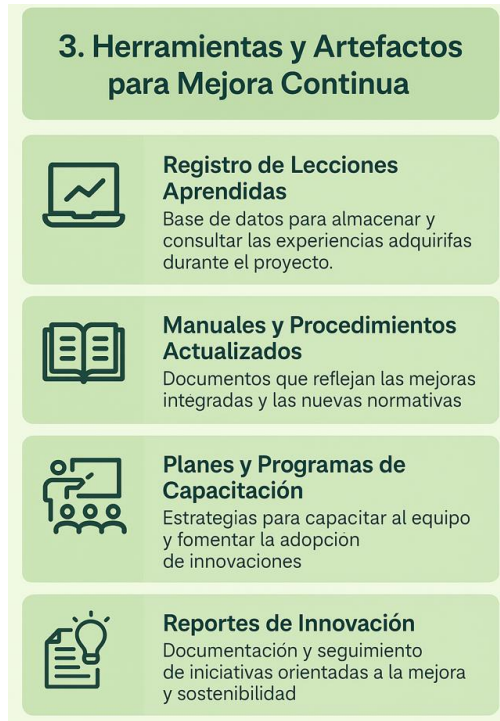 3. Herramientas y Artefactos
para Mejora Continua
Registro de Lecciones
Aprendidas
Base de datos para almacenar y
consultar las experiencias adquirifas
durante el proyecto.
Manuales y Procedimientos
Actualizados
Documentos que reflejan las mejoras
integradas y las nuevas normativas
Planes y Programas de
Capacitación
Estrategias para capacitar al equipo
y fomentar la adopción
de innovaciones
Reportes de Innovación
Documentación y seguimiento
de iniciativas orientadas a la mejora
y sostenibilidad